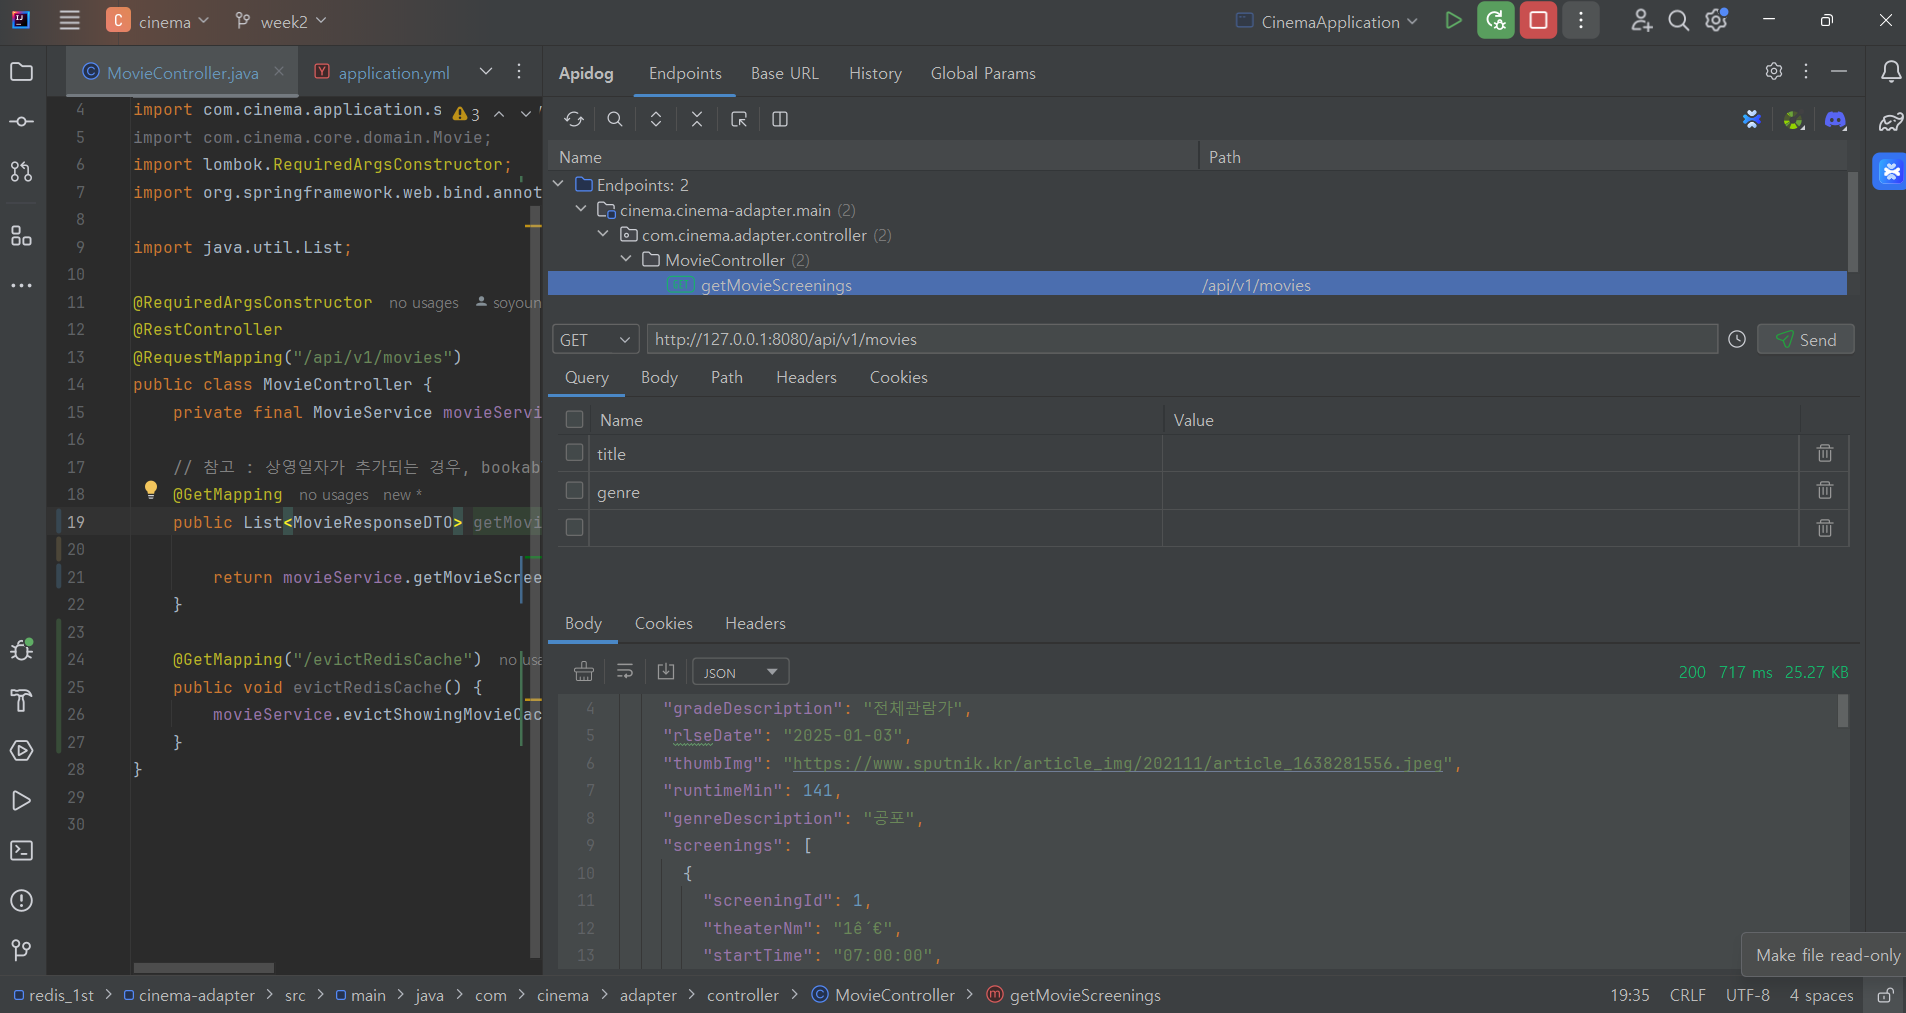 C cinema week2 CinemaApplication
MovieController.java application.yml
Apidog Endpoints Base URL History Global Params
4 import com.cinema.application.s 3
5 import com.cinema.core.domain.Movie;
6 import lombok.RequiredArgsConstructor;
7 import org.springframework.web.bind.annot
8
9 import java.util.List;
10
11 @RequiredArgsConstructor no usages soyoun
12 @RestController
13 @RequestMapping("/api/v1/movies")
14 public class MovieController {
15 private final MovieService movieServi
16
17 // 참고 : 상영일자가 추가되는 경우, bookab
18 @GetMapping no usages new *
19 public List<MovieResponseDTO> getMovi
20
21 return movieService.getMovieScree
22 }
23
24 @GetMapping("/evictRedisCache") no usa
25 public void evictRedisCache() {
26 movieService.evictShowingMovieCac
27 }
28 }
29
30
Name Path
Endpoints: 2
cinema.cinema-adapter.main (2)
com.cinema.adapter.controller (2)
MovieController (2)
GET getMovieScreenings /api/v1/movies
GET http://127.0.0.1:8080/api/v1/movies Send
Query Body Path Headers Cookies
Name Value
title
genre
Body Cookies Headers
JSON 200 717 ms 25.27 KB
4 "gradeDescription": "전체관람가",
5 "rlseDate": "2025-01-03",
6 "thumbImg": "https://www.sputnik.kr/article_img/202111/article_1638281556.jpeg",
7 "runtimeMin": 141,
8 "genreDescription": "공포",
9 "screenings": [
10 {
11 "screeningId": 1,
12 "theaterNm": "1ê´€",
13 "startTime": "07:00:00",
Make file read-only
redis_1st > cinema-adapter > src > main > java > com > cinema > adapter > controller > MovieController > getMovieScreenings 19:35 CRLF UTF-8 4 spaces